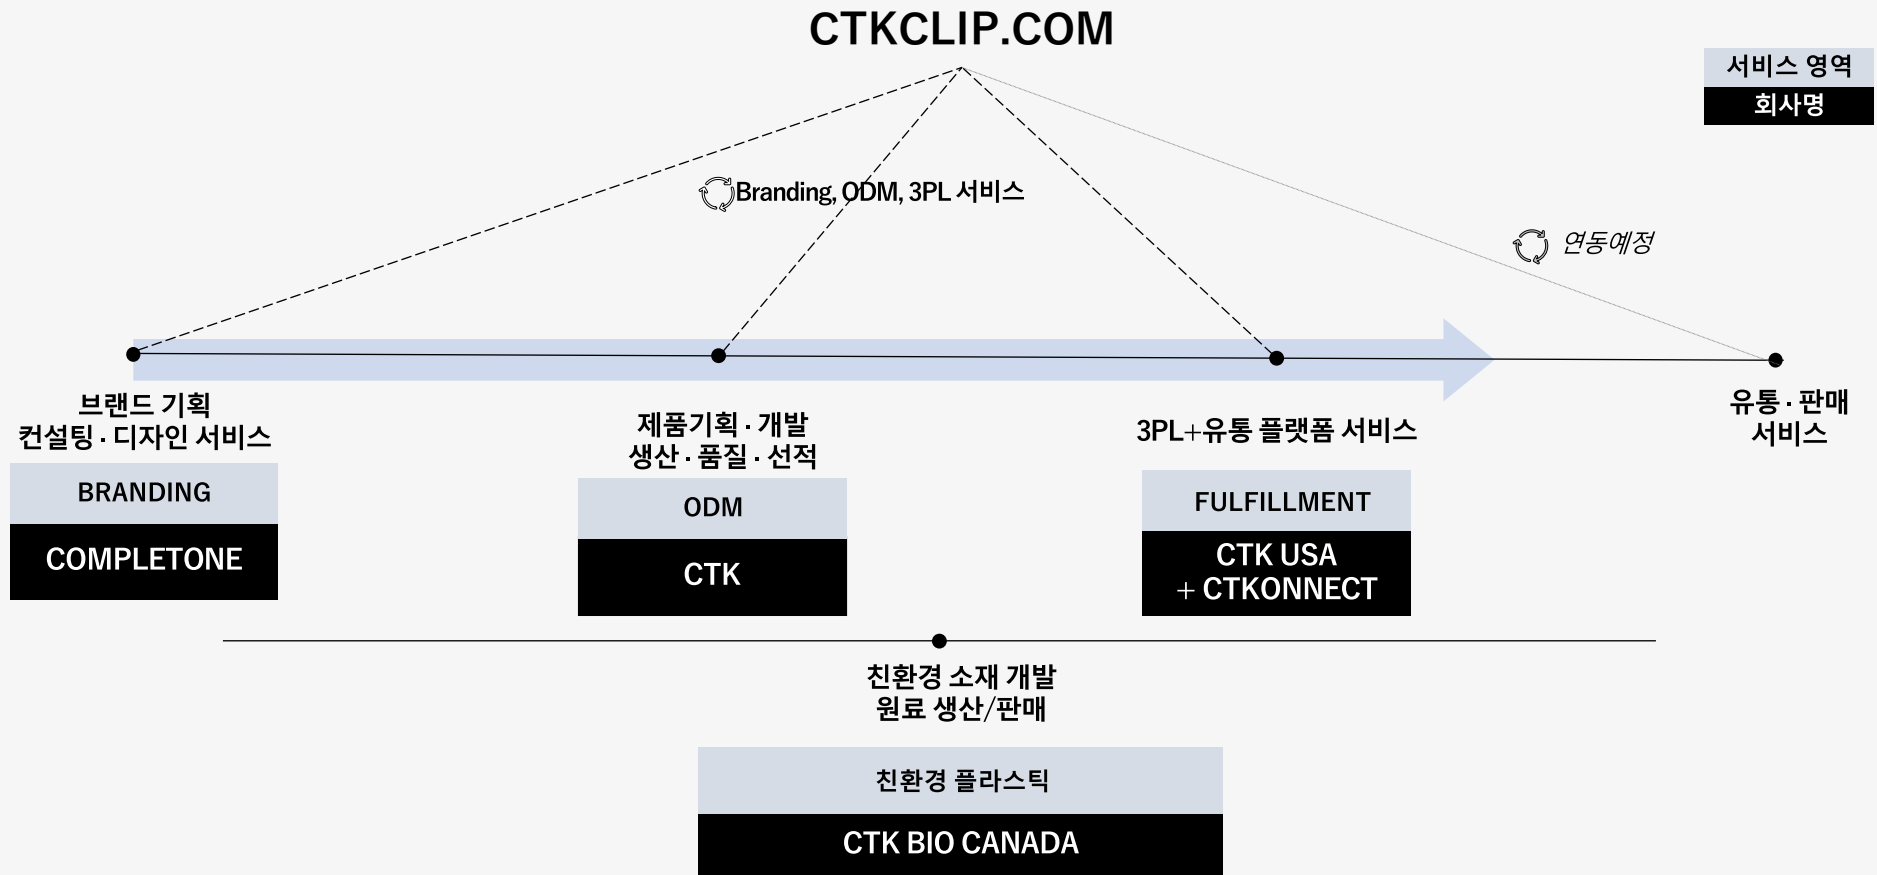 CTKCLIP.COM
서비스 영역
회사명
Branding, ODM, 3PL 서비스
연동예정
브랜드 기획
컨설팅 · 디자인 서비스
BRANDING
COMPLETONE
제품기획 · 개발
생산 · 품질 · 선적
ODM
CTK
3PL+유통 플랫폼 서비스
FULFILLMENT
CTK USA
+ CTKONNECT
유통 · 판매
서비스
친환경 소재 개발
원료 생산/판매
친환경 플라스틱
CTK BIO CANADA